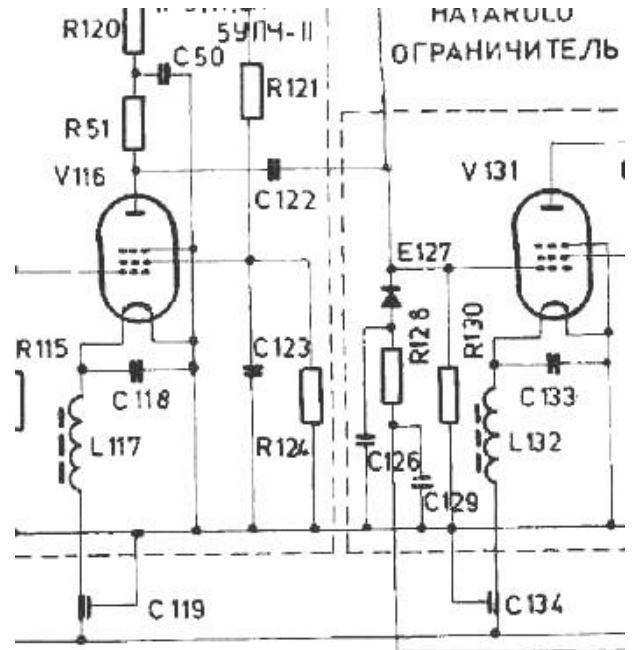 R120
5УПЧ-II
HATAROLO
C50
ОГРАНИЧИТЕЛЬ
R121
R51
V116
C122
V131
E127
R128
R130
R115
C123
C118
C133
L117
R124
C126
L132
C129
C119
C134